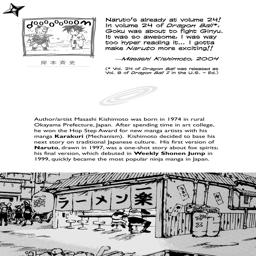 doooooooom
Naruto's already at volume 24!
In volume 24 of Dragon Ball*,
Goku was about to fight Ginyu.
It was so awesome, I was way
too hyper reading it... I gotta
make Naruto more exciting!!
—Masashi Kishimoto, 2004
岸本斉史
(* Vol. 24 of Dragon Ball was released as
Vol. 8 of Dragon Ball Z in the U.S. – Ed.)
Author/artist Masashi Kishimoto was born in 1974 in rural
Okayama Prefecture, Japan. After spending time in art college,
he won the Hop Step Award for new manga artists with his
manga Karakuri (Mechanism). Kishimoto decided to base his
next story on traditional Japanese culture. His first version of
Naruto, drawn in 1997, was a one-shot story about fox spirits;
his final version, which debuted in Weekly Shonen Jump in
1999, quickly became the most popular ninja manga in Japan.
ラーメン
楽